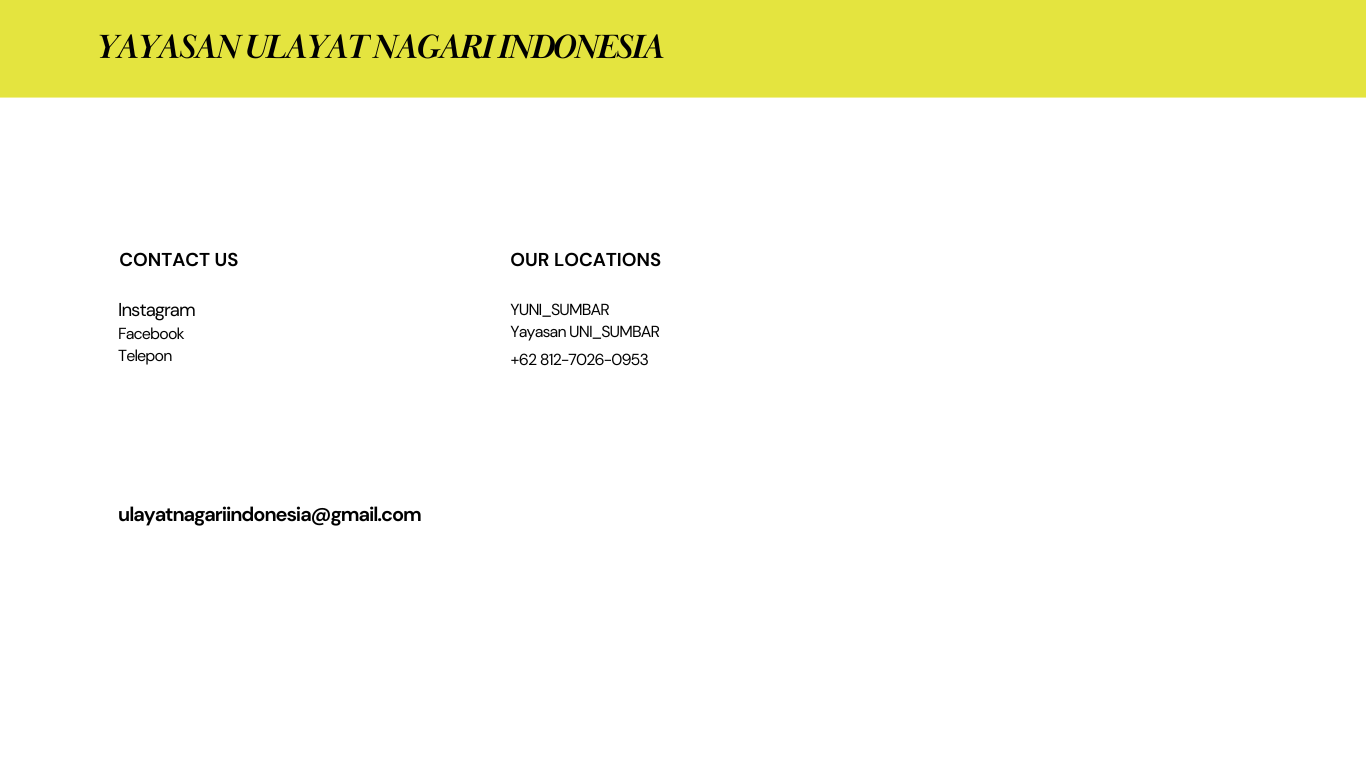 YAYASAN ULAYAT NAGARI INDONESIA
CONTACT US
Instagram
Facebook
Telepon
OUR LOCATIONS
YUNI_SUMBAR
Yayasan UNI_SUMBAR
+62 812-7026-0953
ulayatnagariindonesia@gmail.com